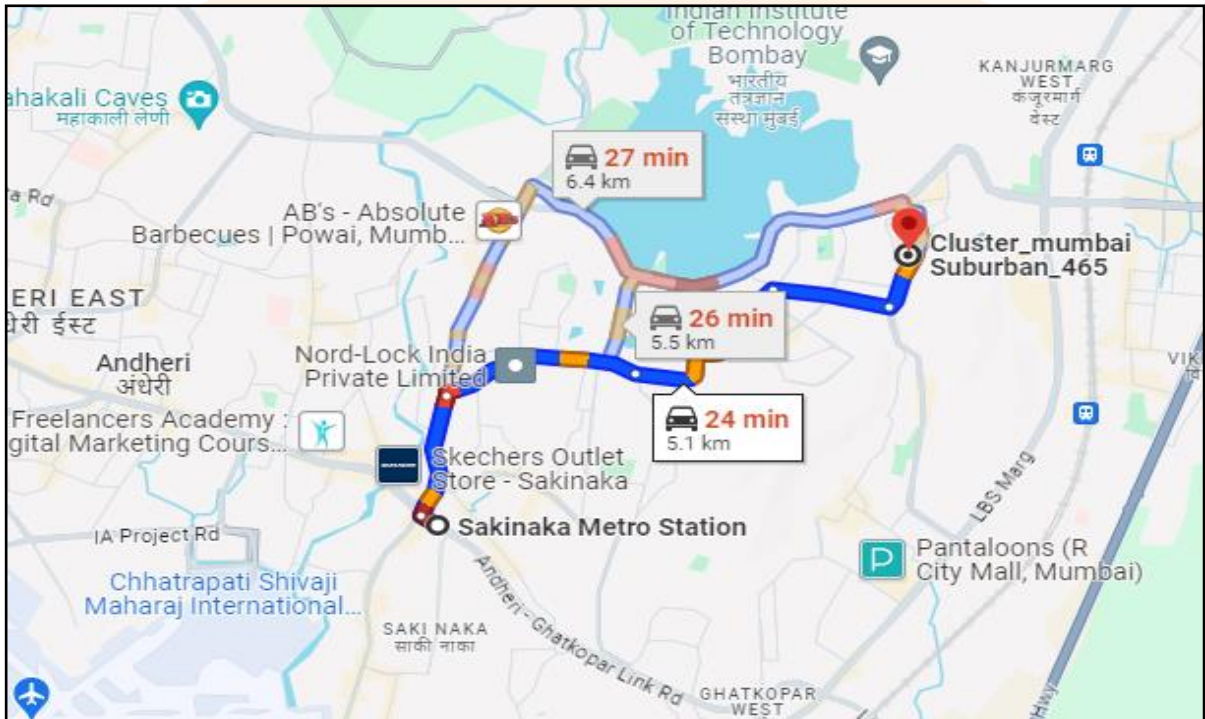 Indian Institute
of Technology
Bombay
भारतीय
संस्था मुंबई
KANJURMARG
WEST
कंजूरमार्ग
वेस्ट
ahakali Caves
महाकाली लेणी
27 min
6.4 km
Rd
AB's - Absolute
Barbecues | Powai, Mumb...
Cluster_mumbai
Suburban_465
ERI EAST
धेरी ईस्ट
26 min
5.5 km
Nord-Lock India
Private Limited
Andheri
अंधेरी
VIK
24 min
5.1 km
Freelancers Academy :
gital Marketing Cours...
Skechers Outlet
Store - Sakinaka
LBS Marg
Sakinaka Metro Station
IA Project Rd
Pantaloons (R
City Mall, Mumbai)
Chhatrapati Shivaji
Maharaj International...
Andheri - Ghatkopar Link Rd
SAKI NAKA
साकी नाका
GHATKOPAR
WEST
Hwy